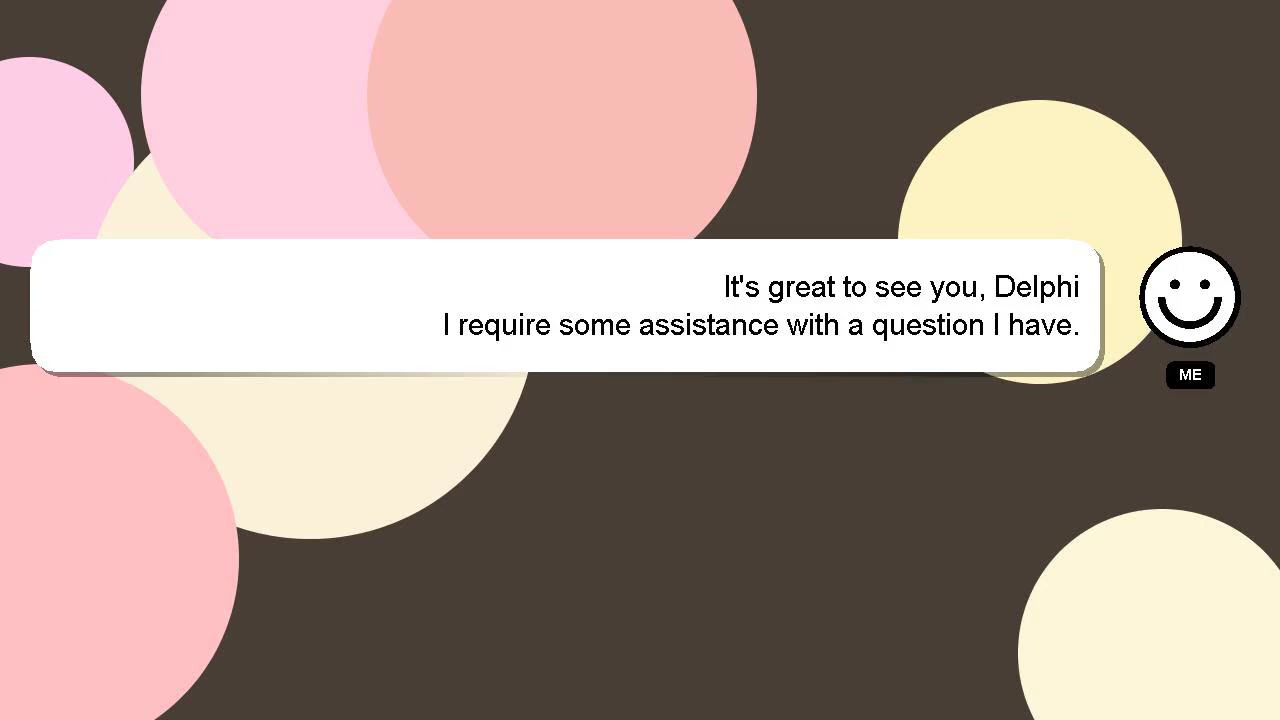 It's great to see you, Delphi
I require some assistance with a question I have.
ME